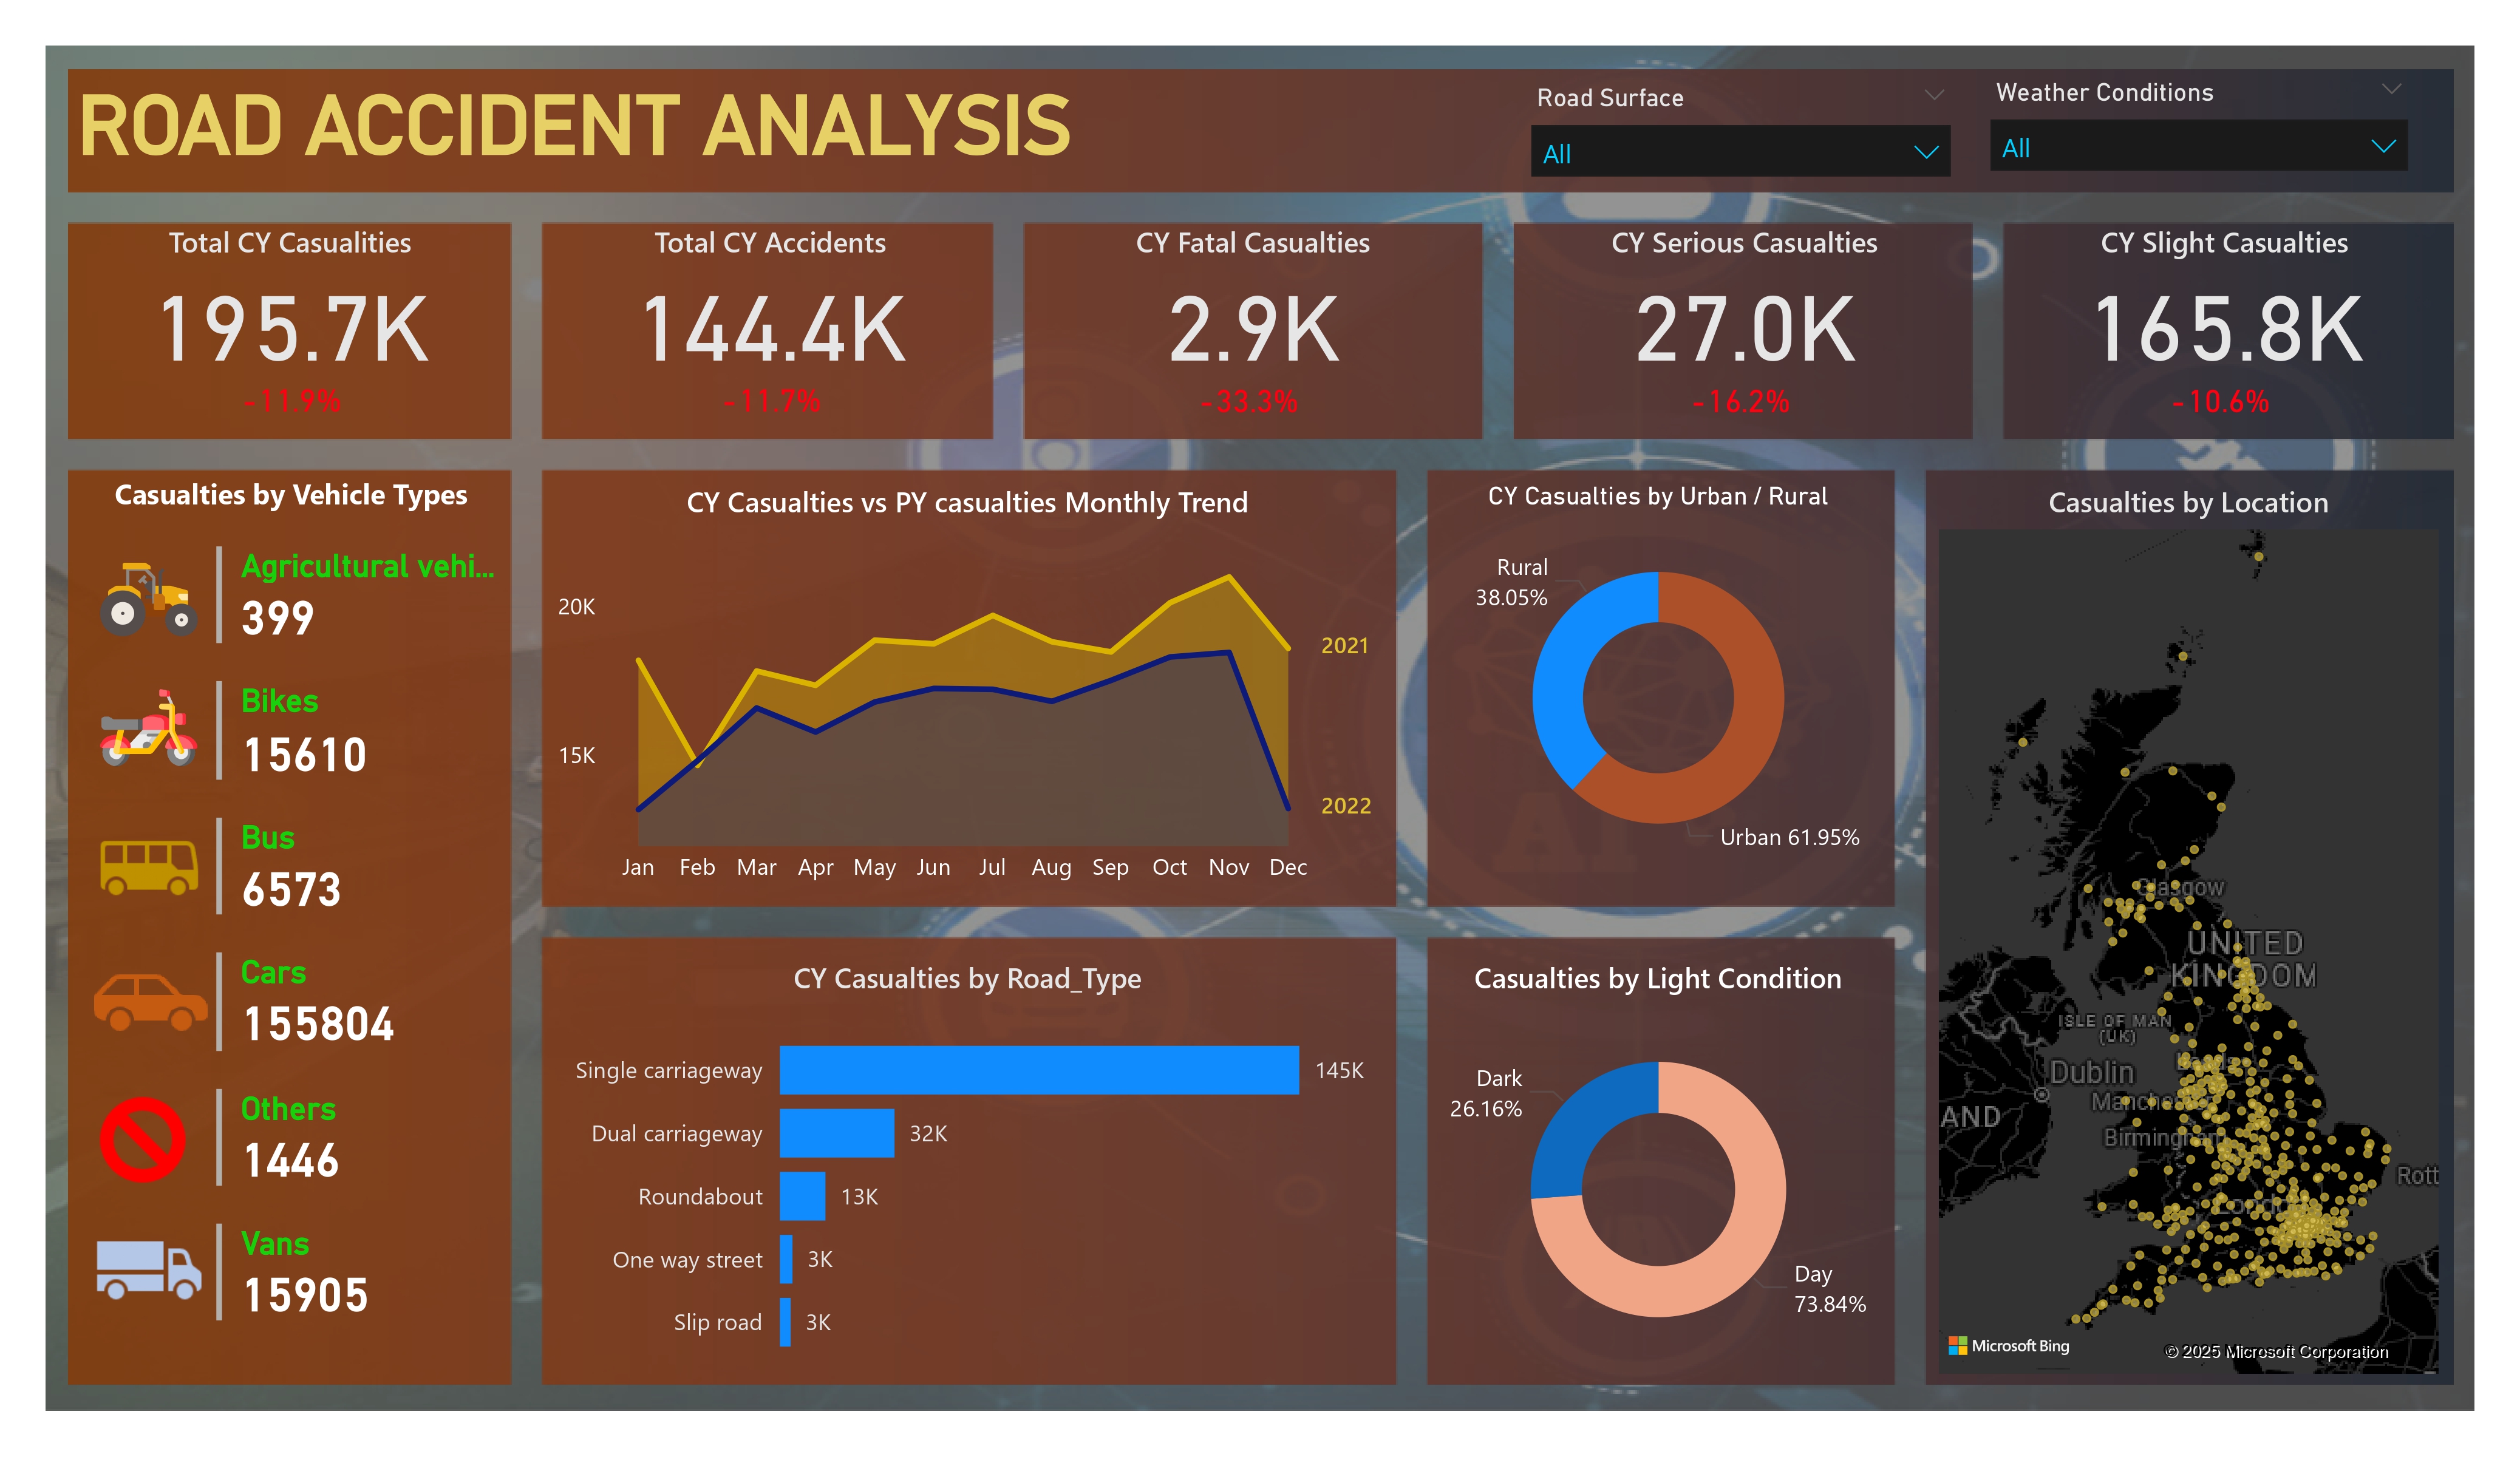 ROAD ACCIDENT ANALYSIS
Road Surface
All
Weather Conditions
All
Total CY Casualities
195.7K
-11.9%
Total CY Accidents
144.4K
-11.7%
CY Fatal Casualties
2.9K
-33.3%
CY Serious Casualties
27.0K
-16.2%
CY Slight Casualties
165.8K
-10.6%
Casualties by Vehicle Types
Agricultural vehi...
399
Bikes
15610
Bus
6573
Cars
155804
Others
1446
Vans
15905
CY Casualties vs PY casualties Monthly Trend
20K
15K
2021
2022
Jan Feb Mar Apr May Jun Jul Aug Sep Oct Nov Dec
CY Casualties by Urban / Rural
Rural
38.05%
Urban 61.95%
CY Casualties by Road_Type
Single carriageway 145K
Dual carriageway 32K
Roundabout 13K
One way street 3K
Slip road 3K
Casualties by Light Condition
Dark
26.16%
Day
73.84%
Casualties by Location
Glasgow
UNITED
KINGDOM
ISLE OF MAN
(UK)
Dublin
AND
Birmingham
London
Rott
Microsoft Bing
© 2025 Microsoft Corporation